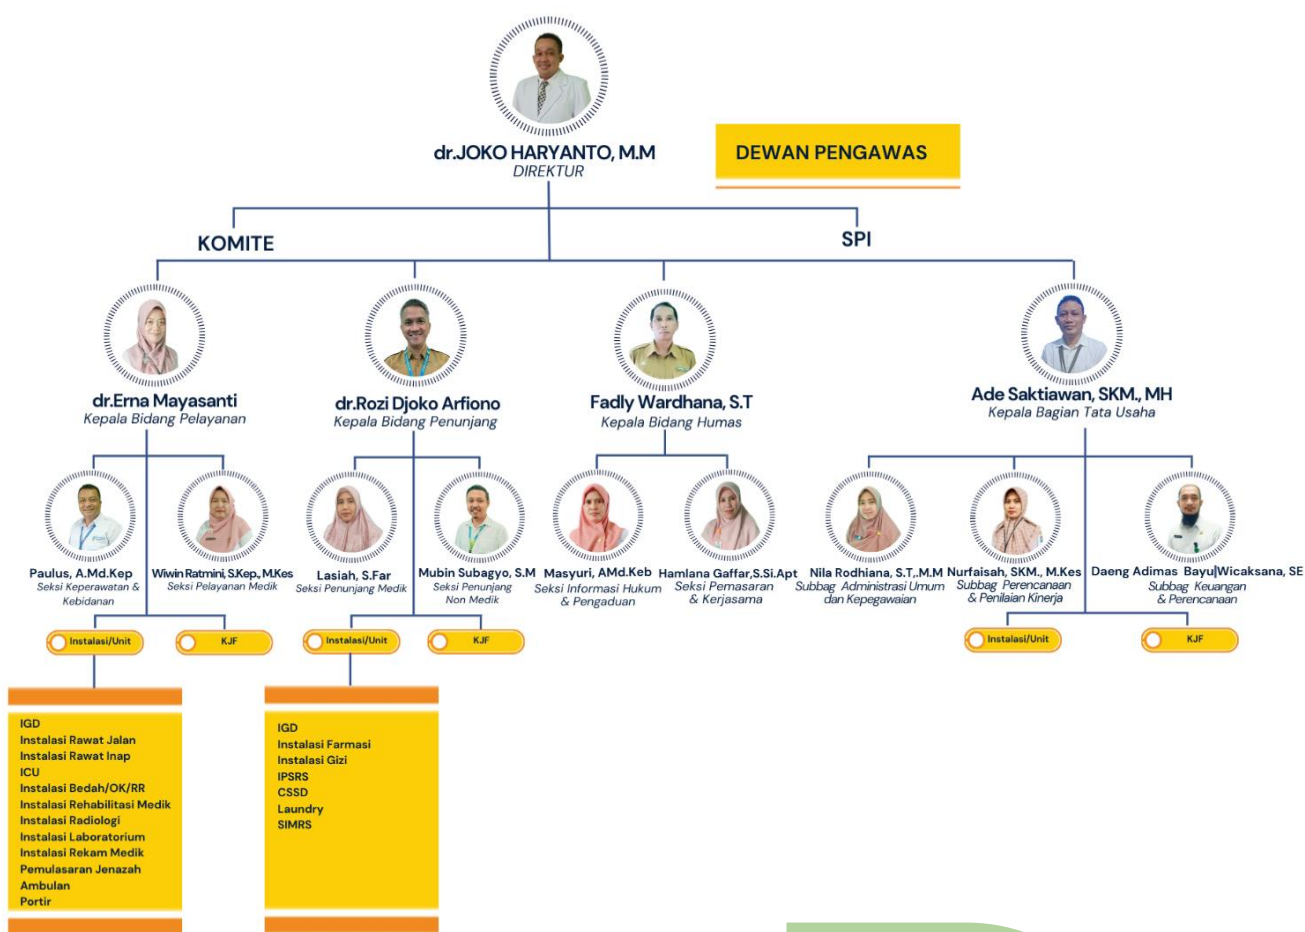 dr.JOKO HARYANTO, M.M
DIREKTUR
DEWAN PENGAWAS
KOMITE
SPI
dr.Erna Mayasanti
Kepala Bidang Pelayanan
dr.Rozi Djoko Arfiono
Kepala Bidang Penunjang
Fadly Wardhana, S.T
Kepala Bidang Humas
Ade Saktiawan, SKM., MH
Kepala Bagian Tata Usaha
Paulus, A.Md.Kep
Seksi Keperawatan &
Kebidanan
Wiwin Ratmini, S.Kep., M.Kes
Seksi Pelayanan Medik
Lasiah, S.Far
Seksi Penunjang Medik
Mubin Subagyo, S.M
Seksi Penunjang
Non Medik
Masyuri, AMd.Keb
Seksi Informasi Hukum
& Pengaduan
Hamlana Gaffar,S.Si.Apt
Seksi Pemasaran
& Kerjasama
Nila Rodhiana, S.T,.M.M
Subbag Administrasi Umum
dan Kepegawaian
Nurfaisah, SKM., M.Kes
Subbag Perencanaan
& Penilaian Kinerja
Daeng Adimas Bayu|Wicaksana, SE
Subbag Keuangan
& Perencanaan
Instalasi/Unit
KJF
Instalasi/Unit
KJF
Instalasi/Unit
KJF
IGD
Instalasi Rawat Jalan
Instalasi Rawat Inap
ICU
Instalasi Bedah/OK/RR
Instalasi Rehabilitasi Medik
Instalasi Radiologi
Instalasi Laboratorium
Instalasi Rekam Medik
Pemulasaran Jenazah
Ambulan
Portir
IGD
Instalasi Farmasi
Instalasi Gizi
IPSRS
CSSD
Laundry
SIMRS